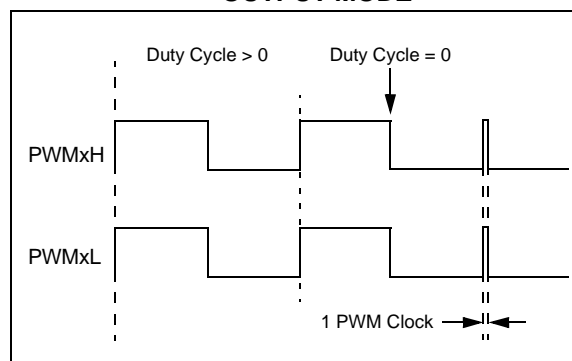 OUTPUT MODE
Duty Cycle > 0
Duty Cycle = 0
PWMxH
PWMxL
1 PWM Clock